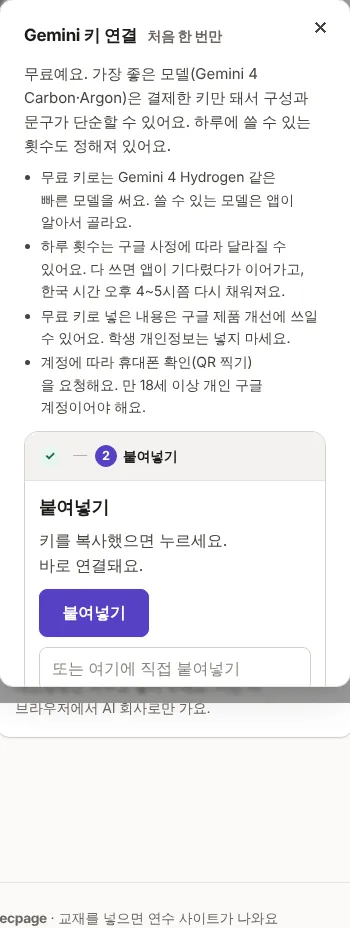 Gemini 키 연결 처음 한 번만
무료예요. 가장 좋은 모델(Gemini 4
Carbon·Argon)은 결제한 키만 돼서 구성과
문구가 단순할 수 있어요. 하루에 쓸 수 있는
횟수도 정해져 있어요.
• 무료 키로는 Gemini 4 Hydrogen 같은
빠른 모델을 써요. 쓸 수 있는 모델은 앱이
알아서 골라요.
• 하루 횟수는 구글 사정에 따라 달라질 수
있어요. 다 쓰면 앱이 기다렸다가 이어가고,
한국 시간 오후 4~5시쯤 다시 채워져요.
• 무료 키로 넣은 내용은 구글 제품 개선에 쓰일
수 있어요. 학생 개인정보는 넣지 마세요.
• 계정에 따라 휴대폰 확인(QR 찍기)
을 요청해요. 만 18세 이상 개인 구글
계정이어야 해요.
2 붙여넣기
붙여넣기
키를 복사했으면 누르세요.
바로 연결돼요.
붙여넣기
또는 여기에 직접 붙여넣기
브라우저에서 AI 회사로만 가요.
ecpage · 교재를 넣으면 연수 사이트가 나와요